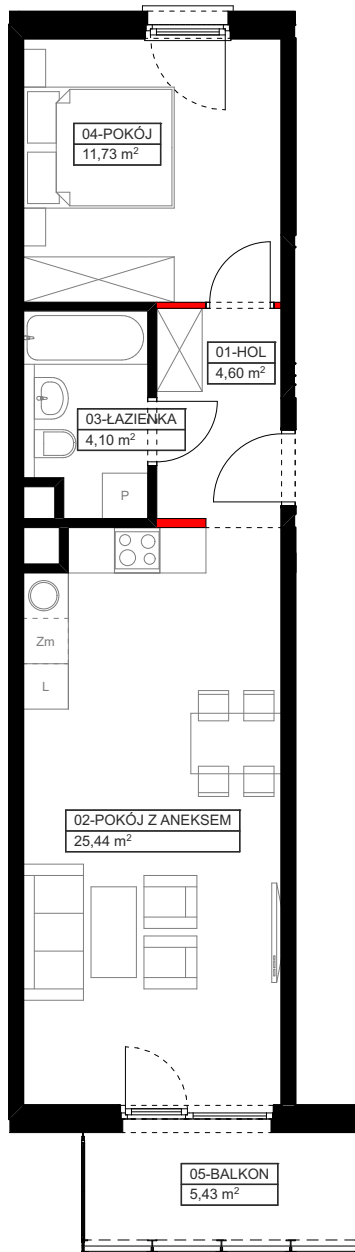 04-POKÓJ
11,73 m²
01-HOL
4,60 m²
03-ŁAZIENKA
4,10 m²
P
Zm
L
02-POKÓJ Z ANEKSEM
25,44 m²
05-BALKON
5,43 m²